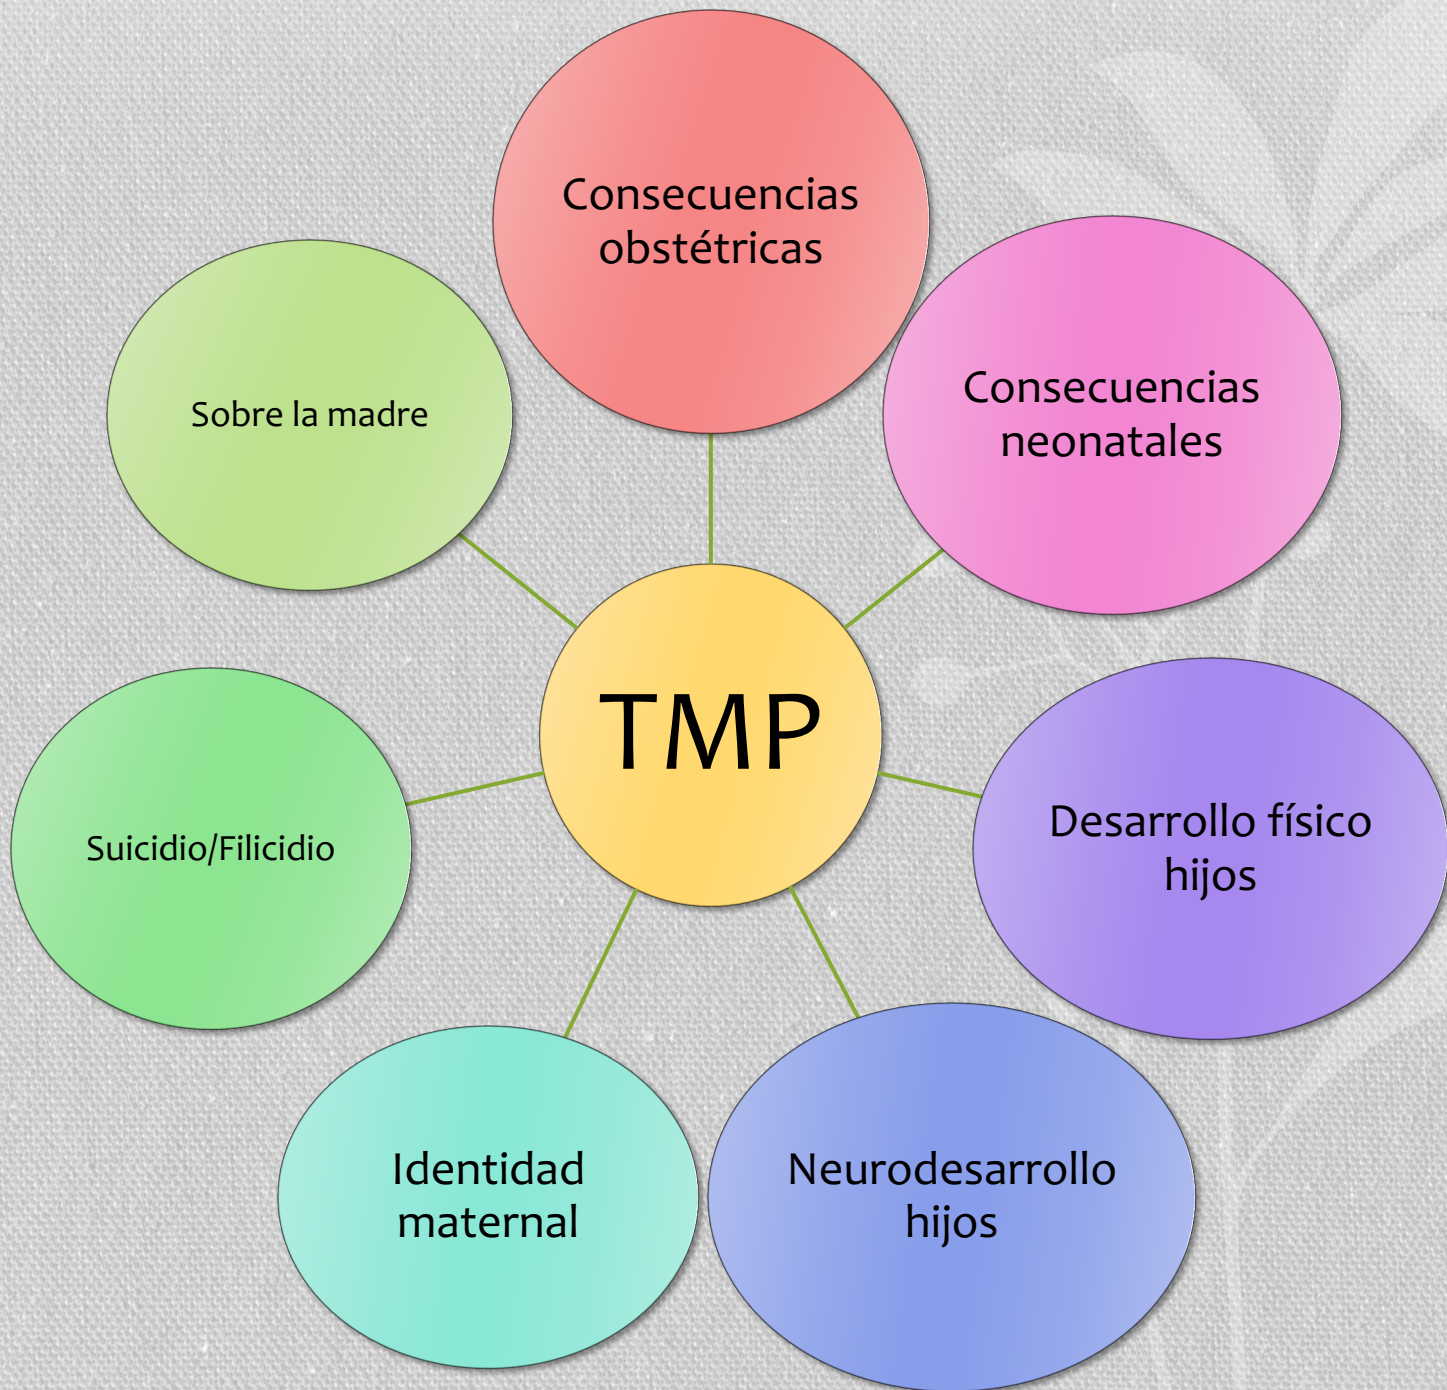 Consecuencias
obstétricas
Consecuencias
neonatales
Sobre la madre
TMP
Desarrollo físico
hijos
Suicidio/Filicidio
Neurodesarrollo
hijos
Identidad
maternal